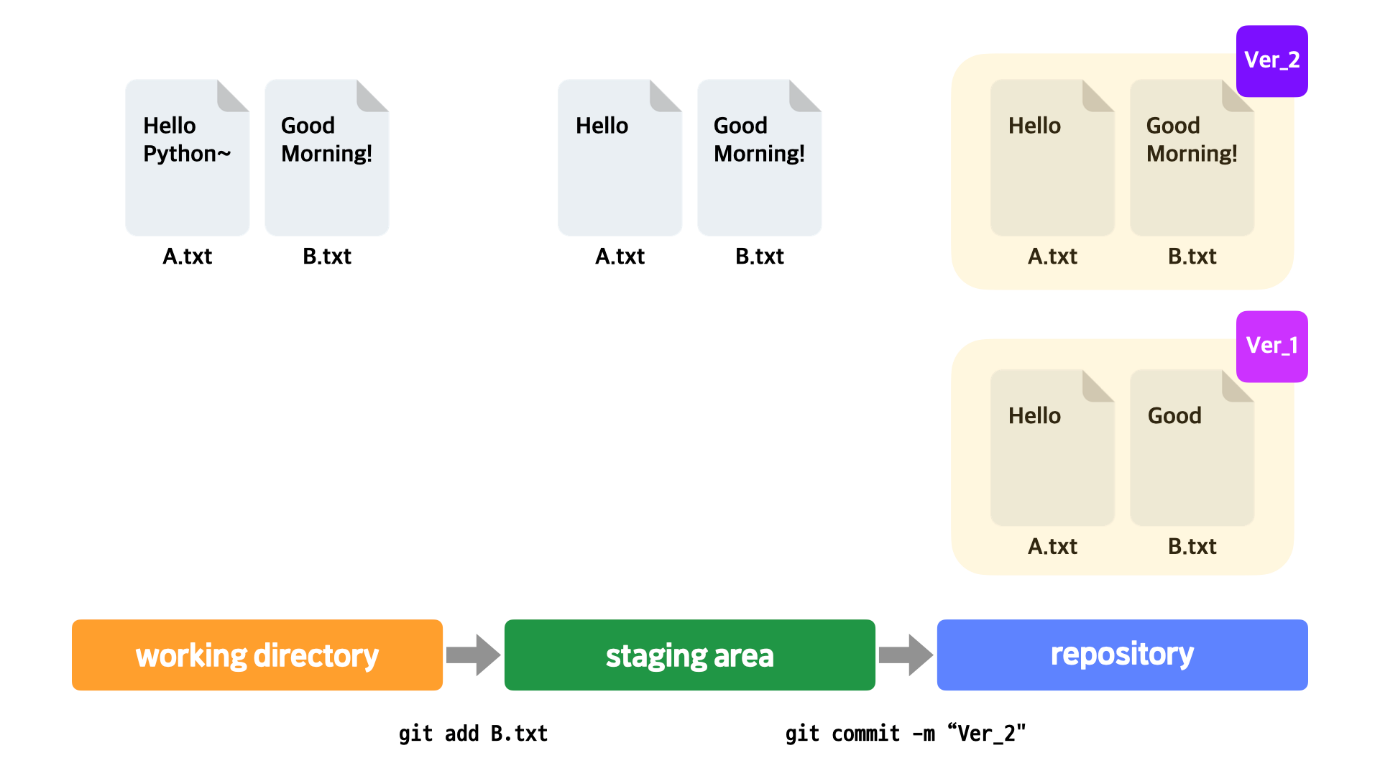 Ver_2
Hello
Python~
Good
Morning!
Hello
Good
Morning!
Hello
Good
Morning!
A.txt
B.txt
A.txt
B.txt
A.txt
B.txt
Ver_1
Hello
Good
A.txt
B.txt
working directory
staging area
repository
git add B.txt
git commit -m “Ver_2"